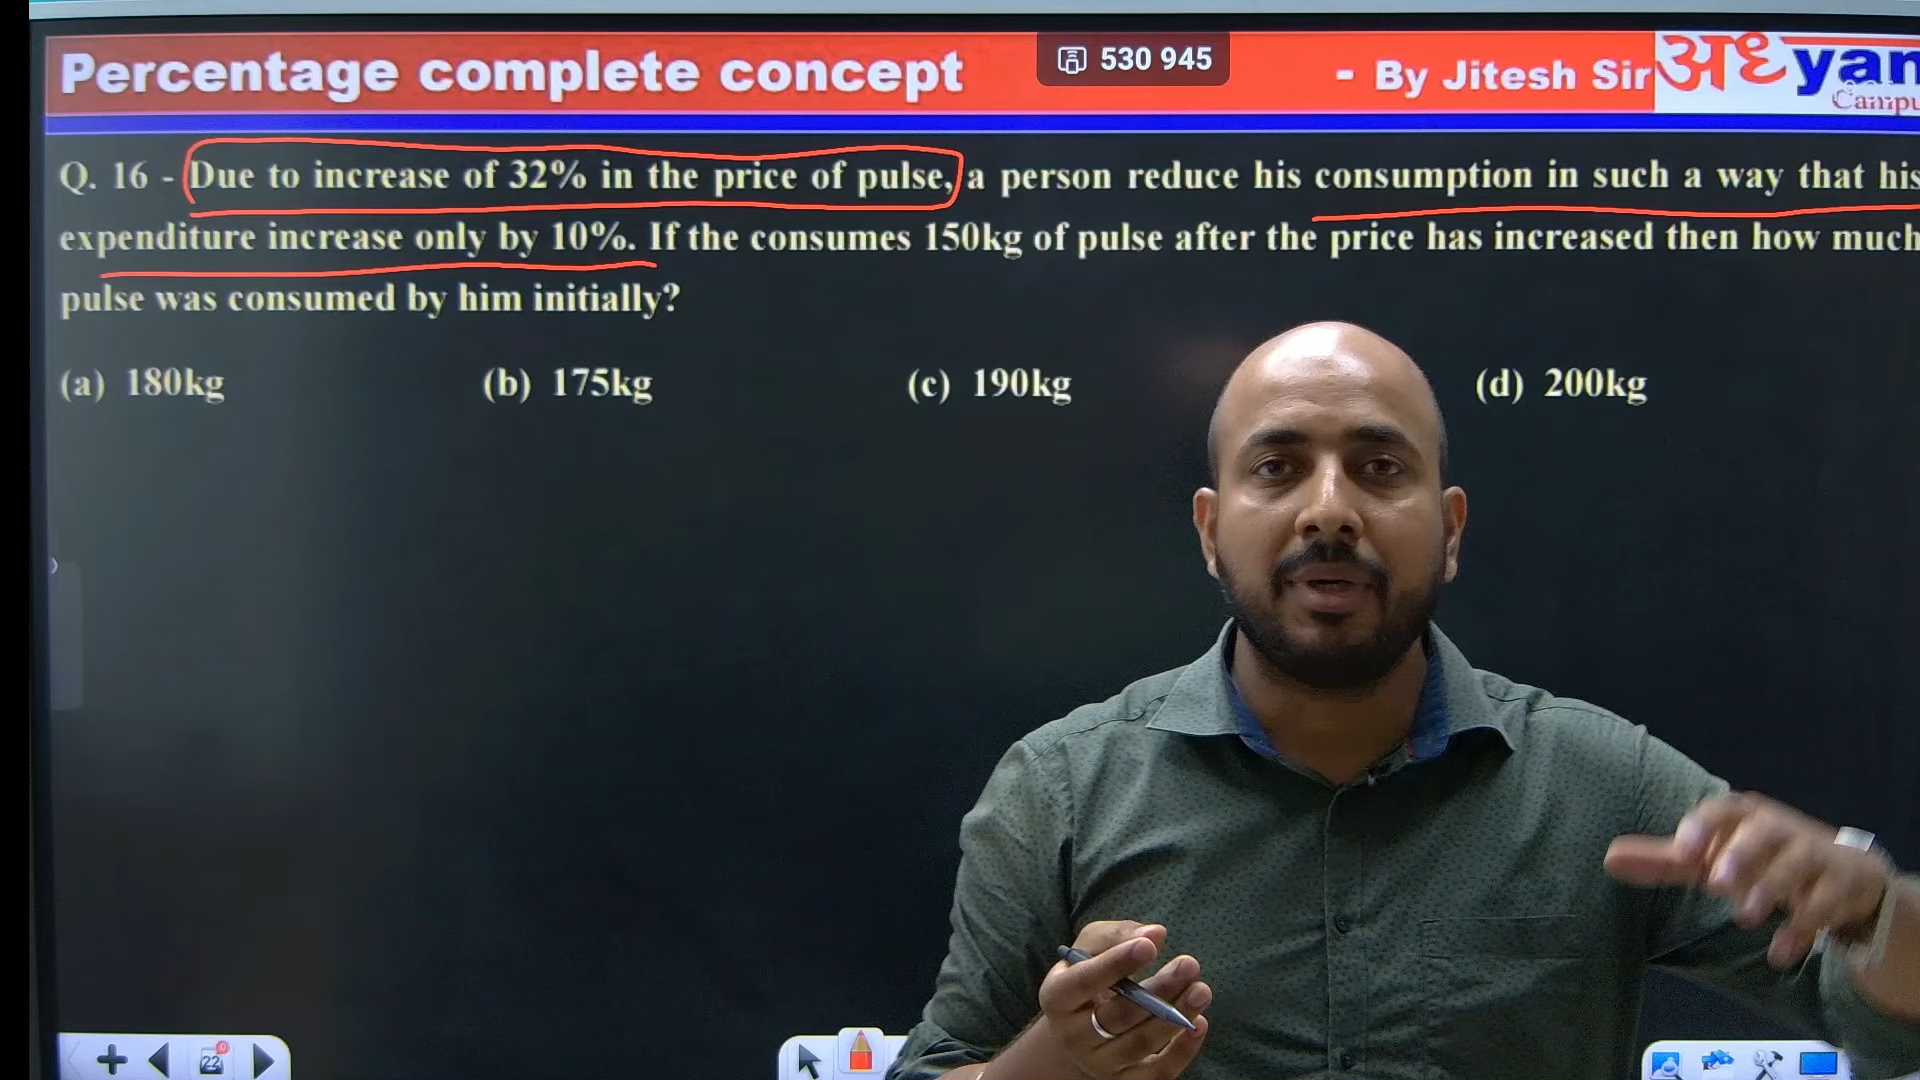 Percentage complete concept
530 945
- By Jitesh Sir
अध्yan
Campu
Q. 16 - Due to increase of 32% in the price of pulse, a person reduce his consumption in such a way that his
expenditure increase only by 10%. If the consumes 150kg of pulse after the price has increased then how much
pulse was consumed by him initially?
(a) 180kg (b) 175kg (c) 190kg (d) 200kg
22